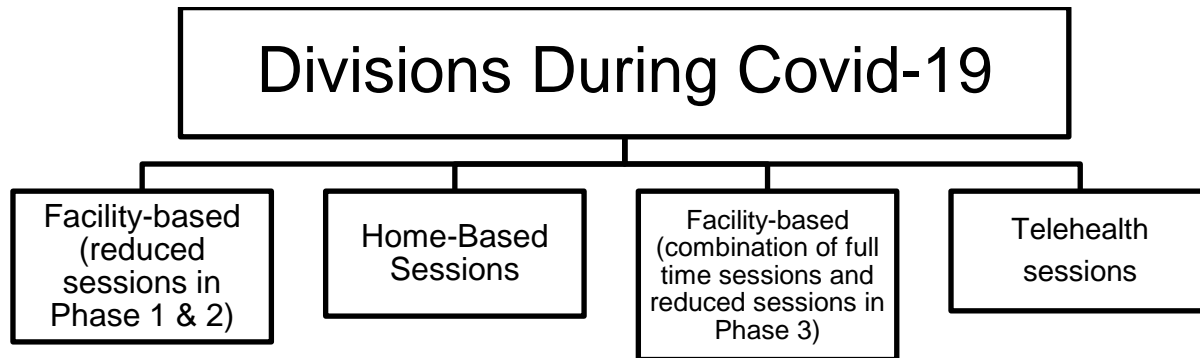 Divisions During Covid-19
Facility-based
(reduced
sessions in
Phase 1 & 2)
Home-Based
Sessions
Facility-based
(combination of full
time sessions and
reduced sessions in
Phase 3)
Telehealth
sessions